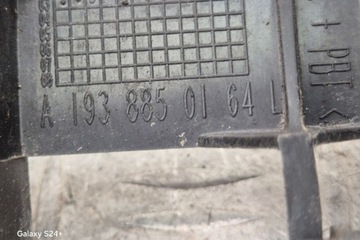 A 193 885 01 64 L
+ PBT <
Galaxy S24+